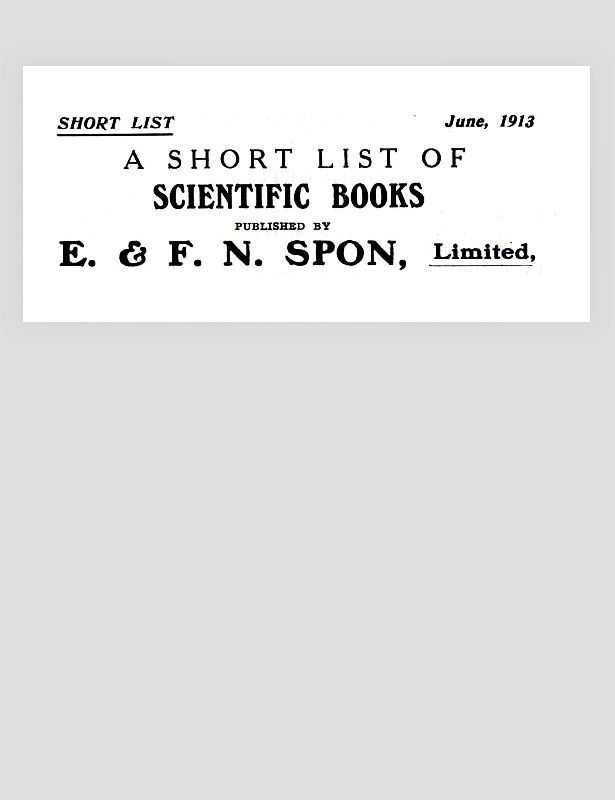 SHORT LIST June, 1913
A SHORT LIST OF
SCIENTIFIC BOOKS
PUBLISHED BY
E. & F. N. SPON, Limited,